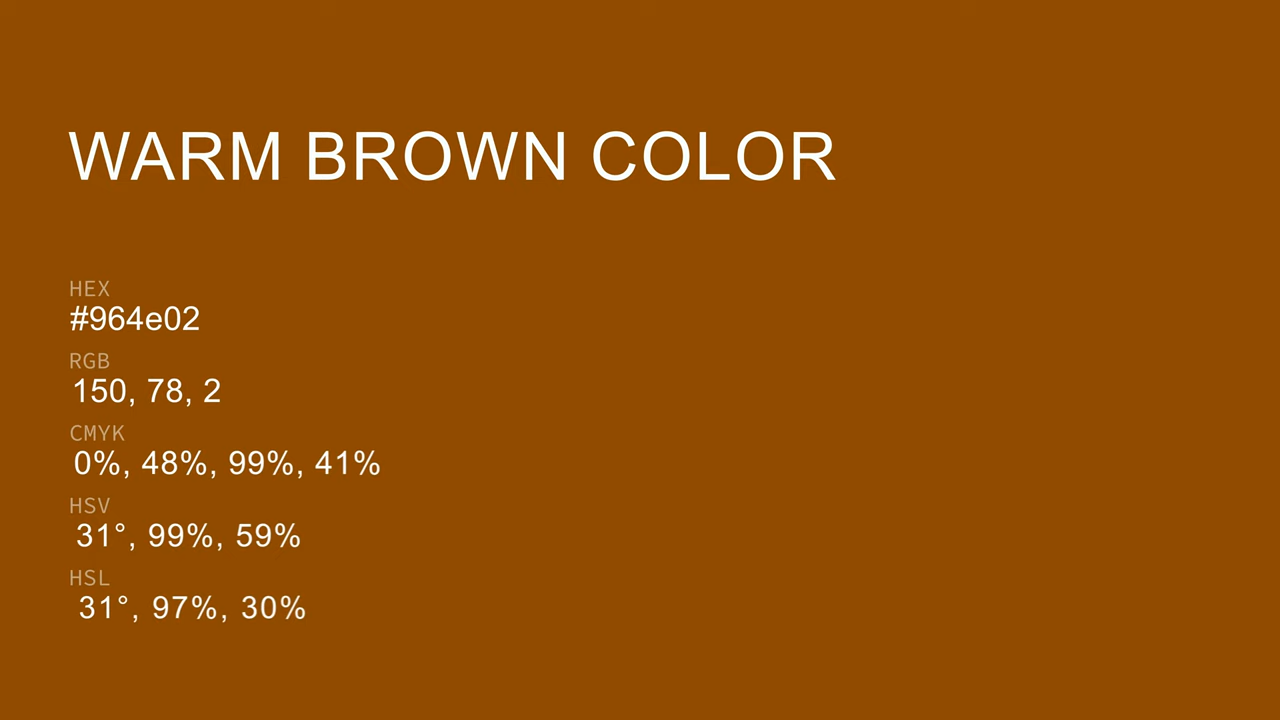 WARM BROWN COLOR
HEX
#964e02
RGB
150, 78, 2
CMYK
0%, 48%, 99%, 41%
HSV
31°, 99%, 59%
HSL
31°, 97%, 30%